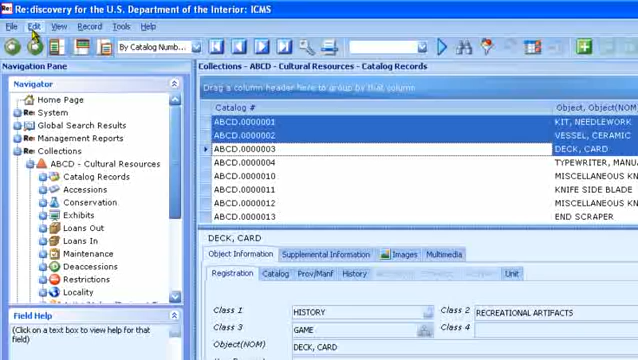 Re: Re:discovery for the U.S. Department of the Interior: ICMS
File Edit View Record Tools Help
By Catalog Numb...
Navigation Pane
Collections - ABCD - Cultural Resources - Catalog Records
Navigator
Drag a column header here to group by that column
Home Page
Re: System
Global Search Results
Re: Management Reports
Re: Collections
ABCD - Cultural Resources
Catalog Records
Accessions
Conservation
Exhibits
Loans Out
Loans In
Maintenance
Deaccessions
Restrictions
Locality
Catalog # Object, Object(NOM)
ABCD.0000001 KIT, NEEDLEWORK
ABCD.0000002 VESSEL, CERAMIC
ABCD.0000003 DECK, CARD
ABCD.0000004 TYPEWRITER, MANU
ABCD.0000010 MISCELLANEOUS KN
ABCD.0000011 KNIFE SIDE BLADE
ABCD.0000012 MISCELLANEOUS KN
ABCD.0000013 END SCRAPER
DECK, CARD
Object Information Supplemental Information Images Multimedia
Registration Catalog Prov/Manf History Unit
Class 1 HISTORY Class 2 RECREATIONAL ARTIFACTS
Class 3 GAME Class 4
Object(NOM) DECK, CARD
Field Help
(Click on a text box to view help for that
field)